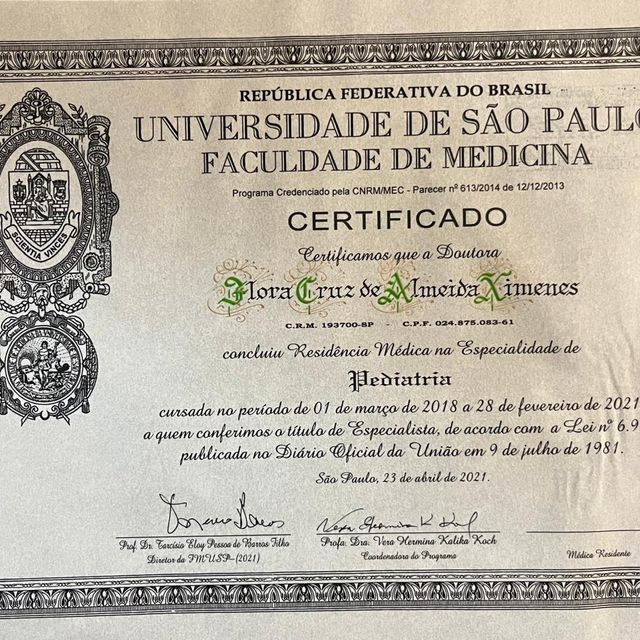 REPÚBLICA FEDERATIVA DO BRASIL
UNIVERSIDADE DE SÃO PAULO
FACULDADE DE MEDICINA
Programa Credenciado pela CNRM/MEC - Parecer nº 613/2014 de 12/12/2013
CERTIFICADO
Certificamos que a Doutora
Flora Cruz de Almeida Ximenes
C.R.M. 193700-SP - C.P.F. 024.875.083-61
concluiu Residência Médica na Especialidade de
Pediatria
cursada no período de 01 de março de 2018 a 28 de fevereiro de 2021
a quem conferimos o título de Especialista, de acordo com a Lei nº 6.9
publicada no Diário Oficial da União em 9 de julho de 1981.
São Paulo, 23 de abril de 2021.
Prof. Dr. Tarcísio Eloy Pessoa de Barros Filho
Diretor da FMUSP-(2021)
Profa. Dra. Vera Hermina Kalika Koch
Coordenadora do Programa
Médico Residente
SCIENTIA VINCES